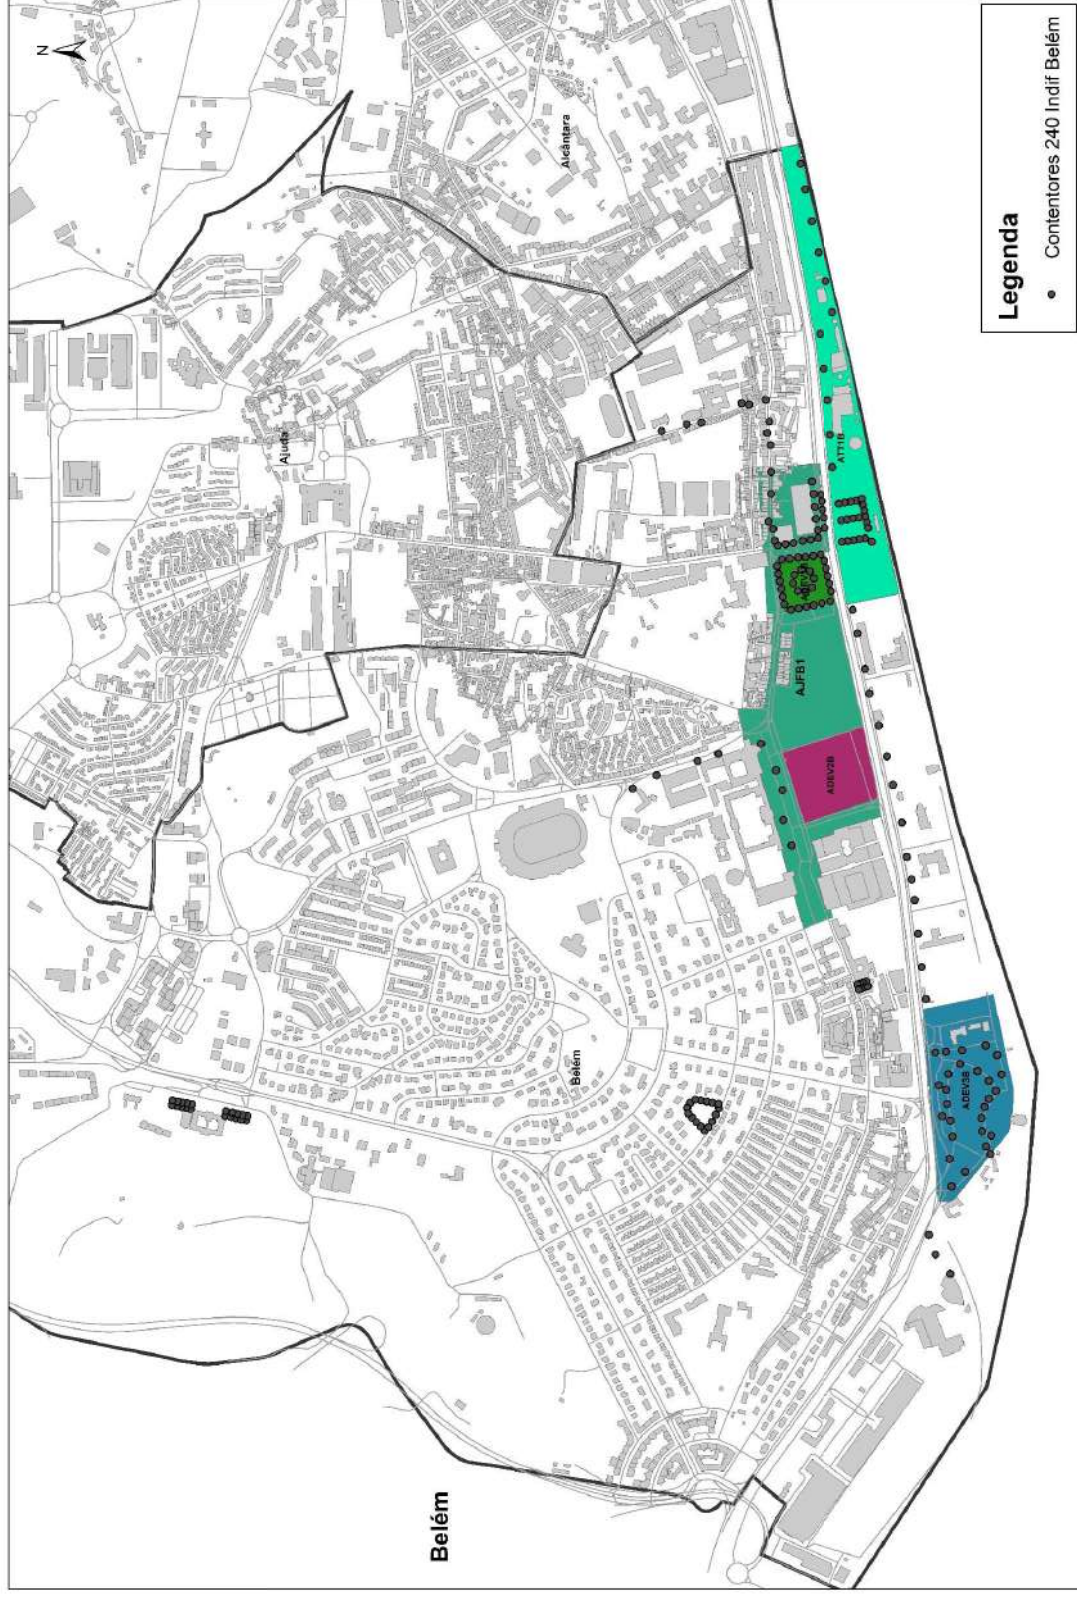 Belém
N
Ajuda
Alcântara
Belém
AJFB1
ADEV2B
ADEV3B
AT11B
Legenda
Contentores 240 Indif Belém